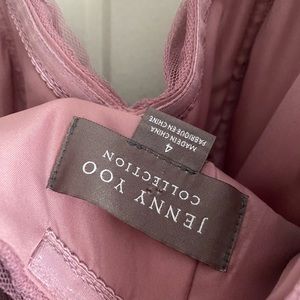 JENNY YOO
COLLECTION
4
MADE IN CHINA
FABRIQUÉ EN CHINE